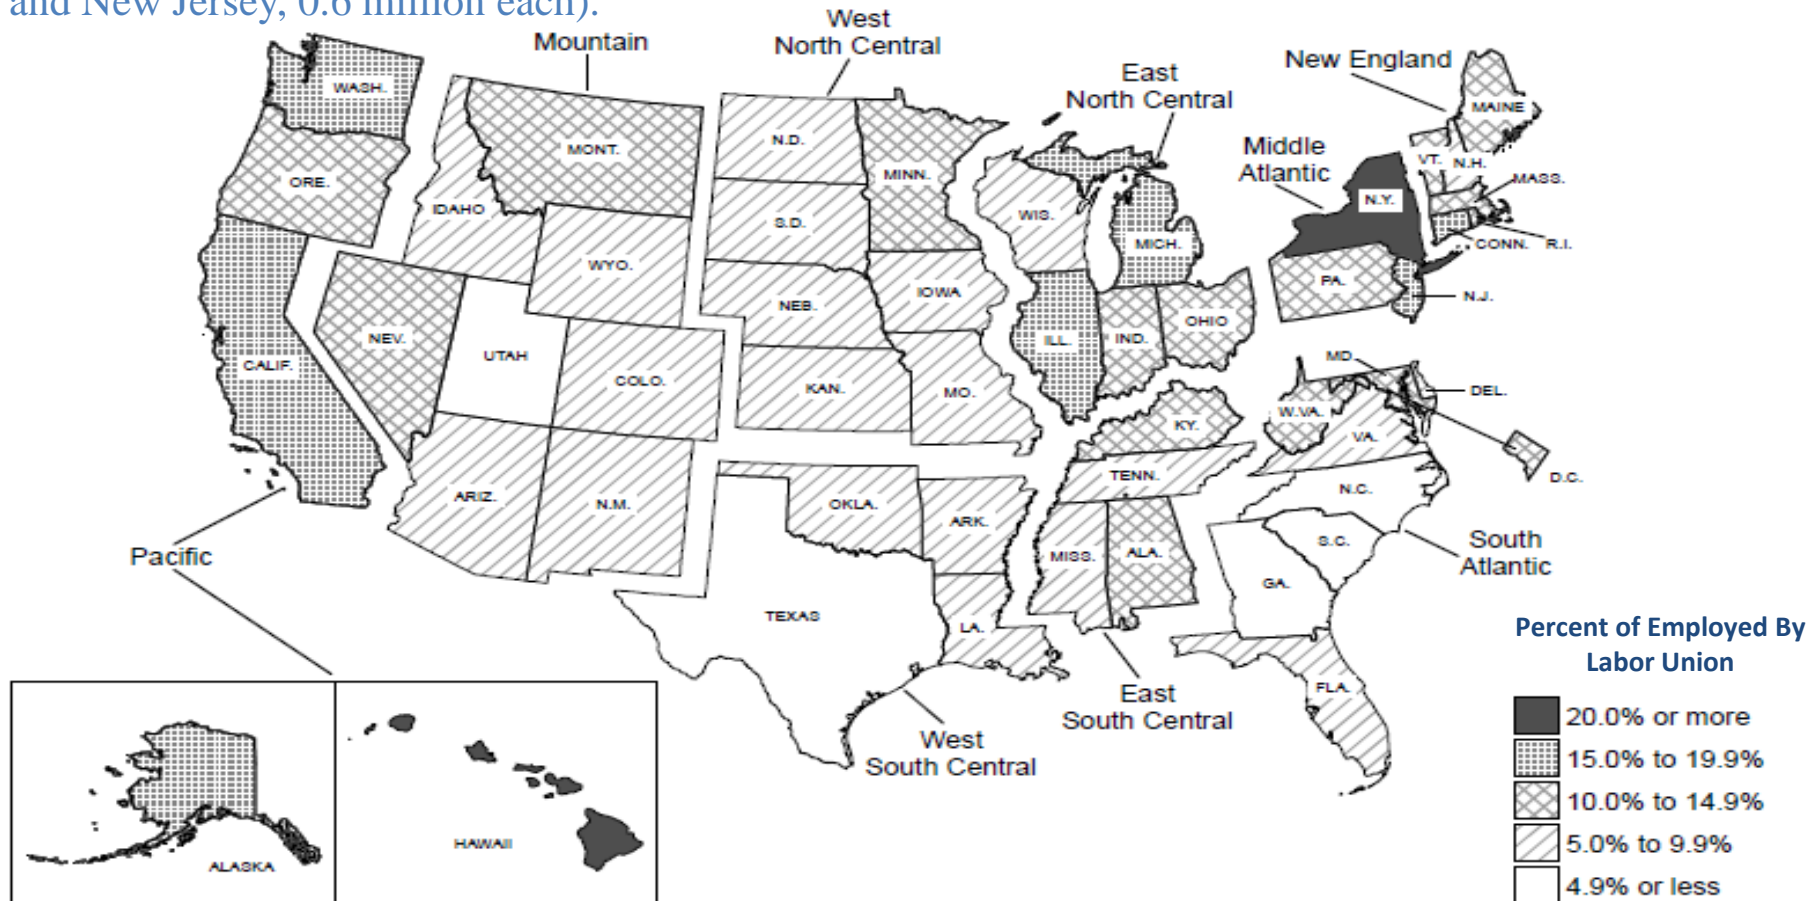 and New Jersey, 0.6 million each).
West
North Central
Mountain
New England
East
North Central
Middle
Atlantic
WASH.
ORE.
CALIF.
NEV.
IDAHO
MONT.
WYO.
UTAH
COLO.
ARIZ.
N.M.
N.D.
S.D.
NEB.
KAN.
MINN.
IOWA
MO.
WIS.
MICH.
ILL.
IND.
OHIO
N.Y.
PA.
N.J.
MAINE
VT.
N.H.
MASS.
CONN.
R.I.
MD.
DEL.
W.VA.
VA.
D.C.
KY.
TENN.
N.C.
S.C.
GA.
FLA.
OKLA.
ARK.
TEXAS
LA.
MISS.
ALA.
Pacific
South
Atlantic
East
South Central
West
South Central
ALASKA
HAWAII
Percent of Employed By
Labor Union
20.0% or more
15.0% to 19.9%
10.0% to 14.9%
5.0% to 9.9%
4.9% or less